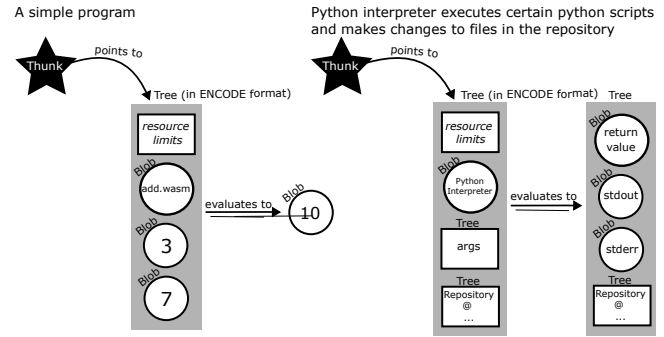 A simple program
Thunk
points to
Tree (in ENCODE format)
resource
limits
Blob
add.wasm
Blob
3
Blob
7
evaluates to
Blob
10
Python interpreter executes certain python scripts
and makes changes to files in the repository
Thunk
points to
Tree (in ENCODE format)
resource
limits
Blob
Python
Interpreter
Tree
args
Tree
Repository
@
...
evaluates to
Tree
Blob
return
value
Blob
stdout
Blob
stderr
Tree
Repository
@
...